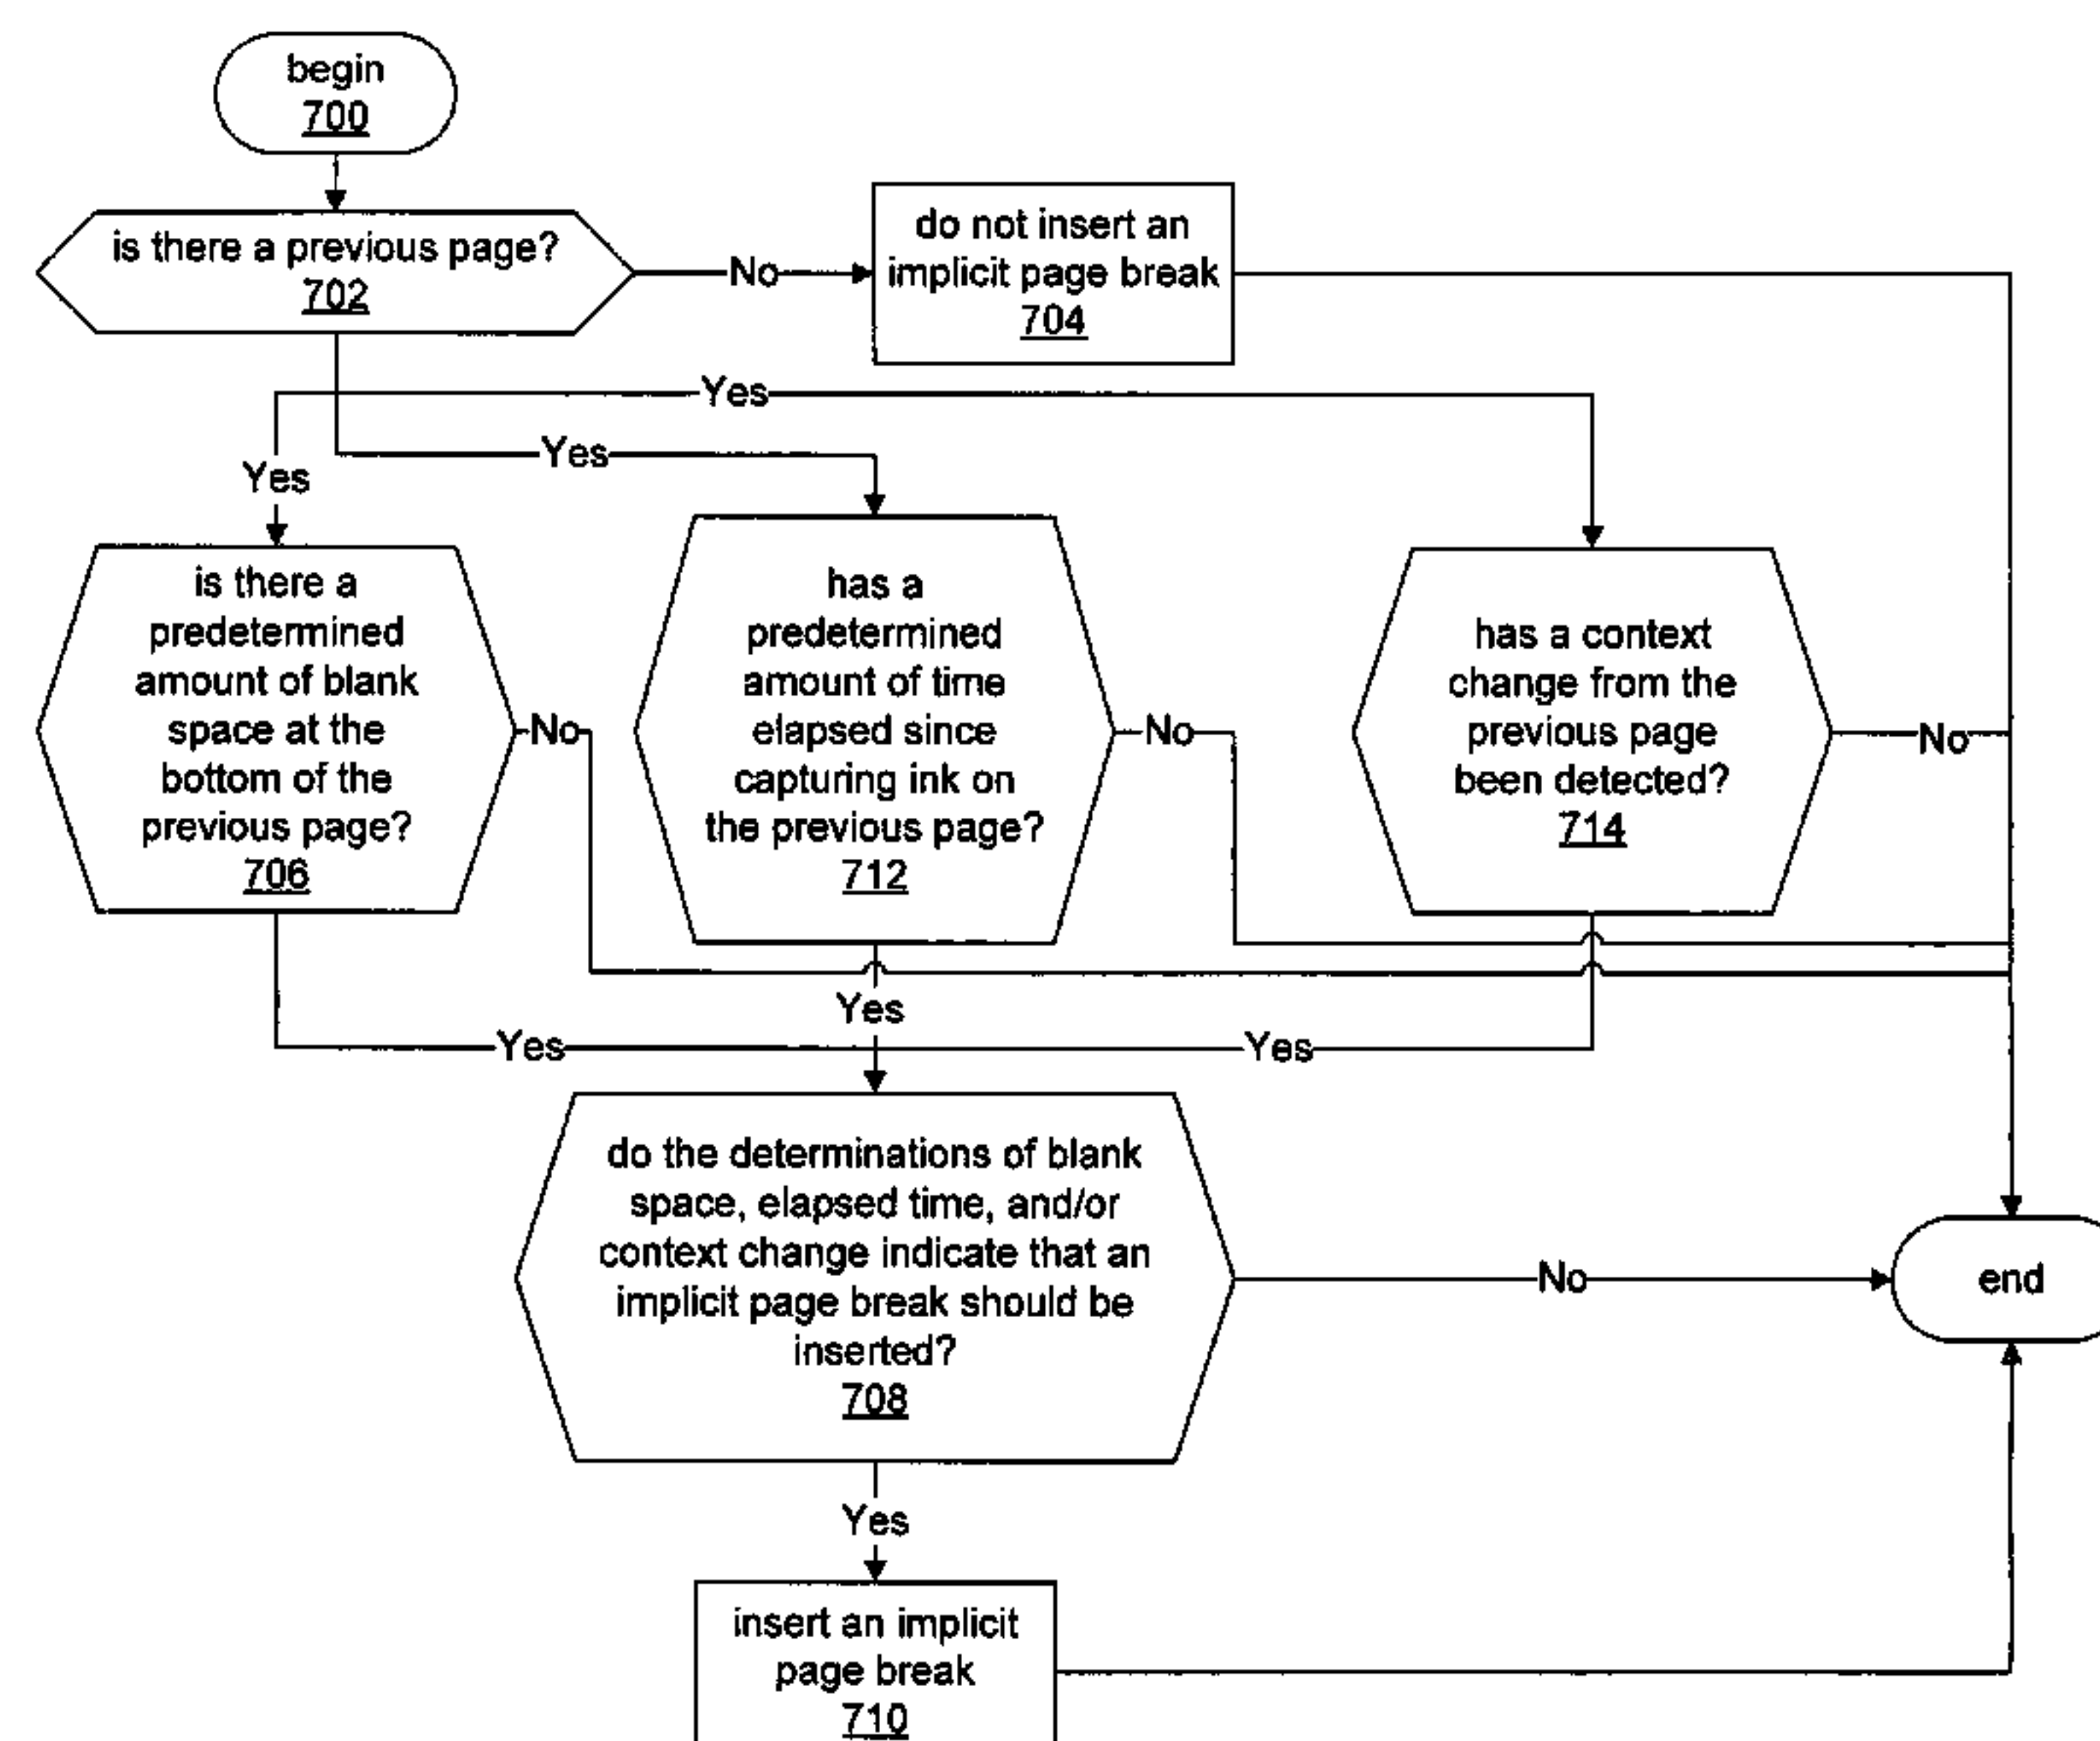 begin
700
is there a previous page?
702
No
do not insert an
implicit page break
704
Yes
Yes
Yes
is there a
predetermined
amount of blank
space at the
bottom of the
previous page?
706
No
has a
predetermined
amount of time
elapsed since
capturing ink on
the previous page?
712
No
has a context
change from the
previous page
been detected?
714
No
Yes
Yes
Yes
do the determinations of blank
space, elapsed time, and/or
context change indicate that an
implicit page break should be
inserted?
708
No
end
Yes
insert an implicit
page break
710